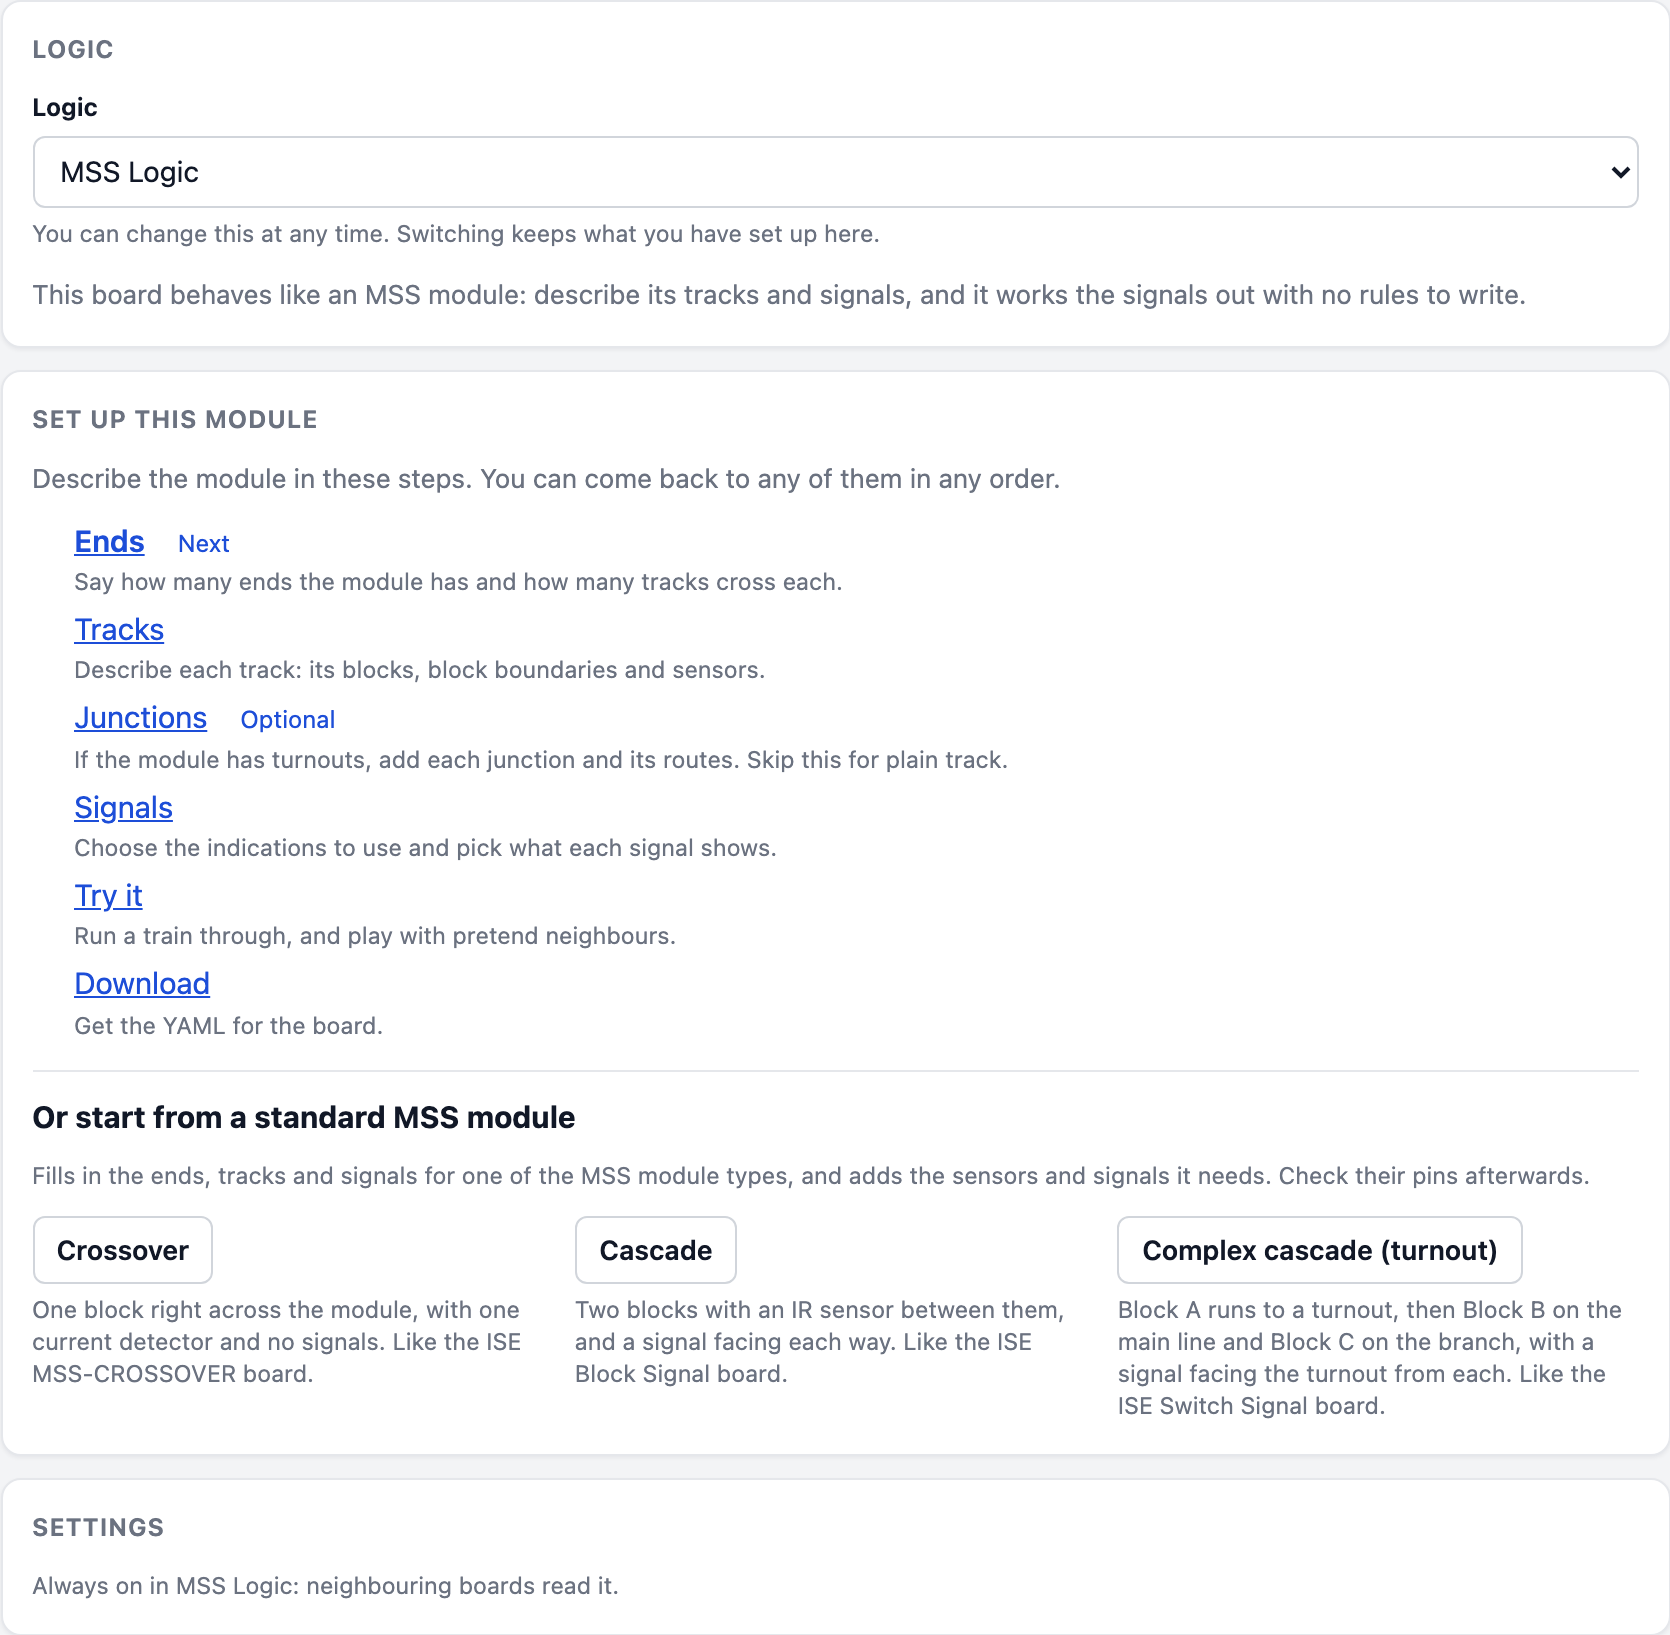 LOGIC
Logic
MSS Logic
You can change this at any time. Switching keeps what you have set up here.
This board behaves like an MSS module: describe its tracks and signals, and it works the signals out with no rules to write.
SET UP THIS MODULE
Describe the module in these steps. You can come back to any of them in any order.
Ends Next
Say how many ends the module has and how many tracks cross each.
Tracks
Describe each track: its blocks, block boundaries and sensors.
Junctions Optional
If the module has turnouts, add each junction and its routes. Skip this for plain track.
Signals
Choose the indications to use and pick what each signal shows.
Try it
Run a train through, and play with pretend neighbours.
Download
Get the YAML for the board.
Or start from a standard MSS module
Fills in the ends, tracks and signals for one of the MSS module types, and adds the sensors and signals it needs. Check their pins afterwards.
Crossover
One block right across the module, with one
current detector and no signals. Like the ISE
MSS-CROSSOVER board.
Cascade
Two blocks with an IR sensor between them,
and a signal facing each way. Like the ISE
Block Signal board.
Complex cascade (turnout)
Block A runs to a turnout, then Block B on the
main line and Block C on the branch, with a
signal facing the turnout from each. Like the
ISE Switch Signal board.
SETTINGS
Always on in MSS Logic: neighbouring boards read it.